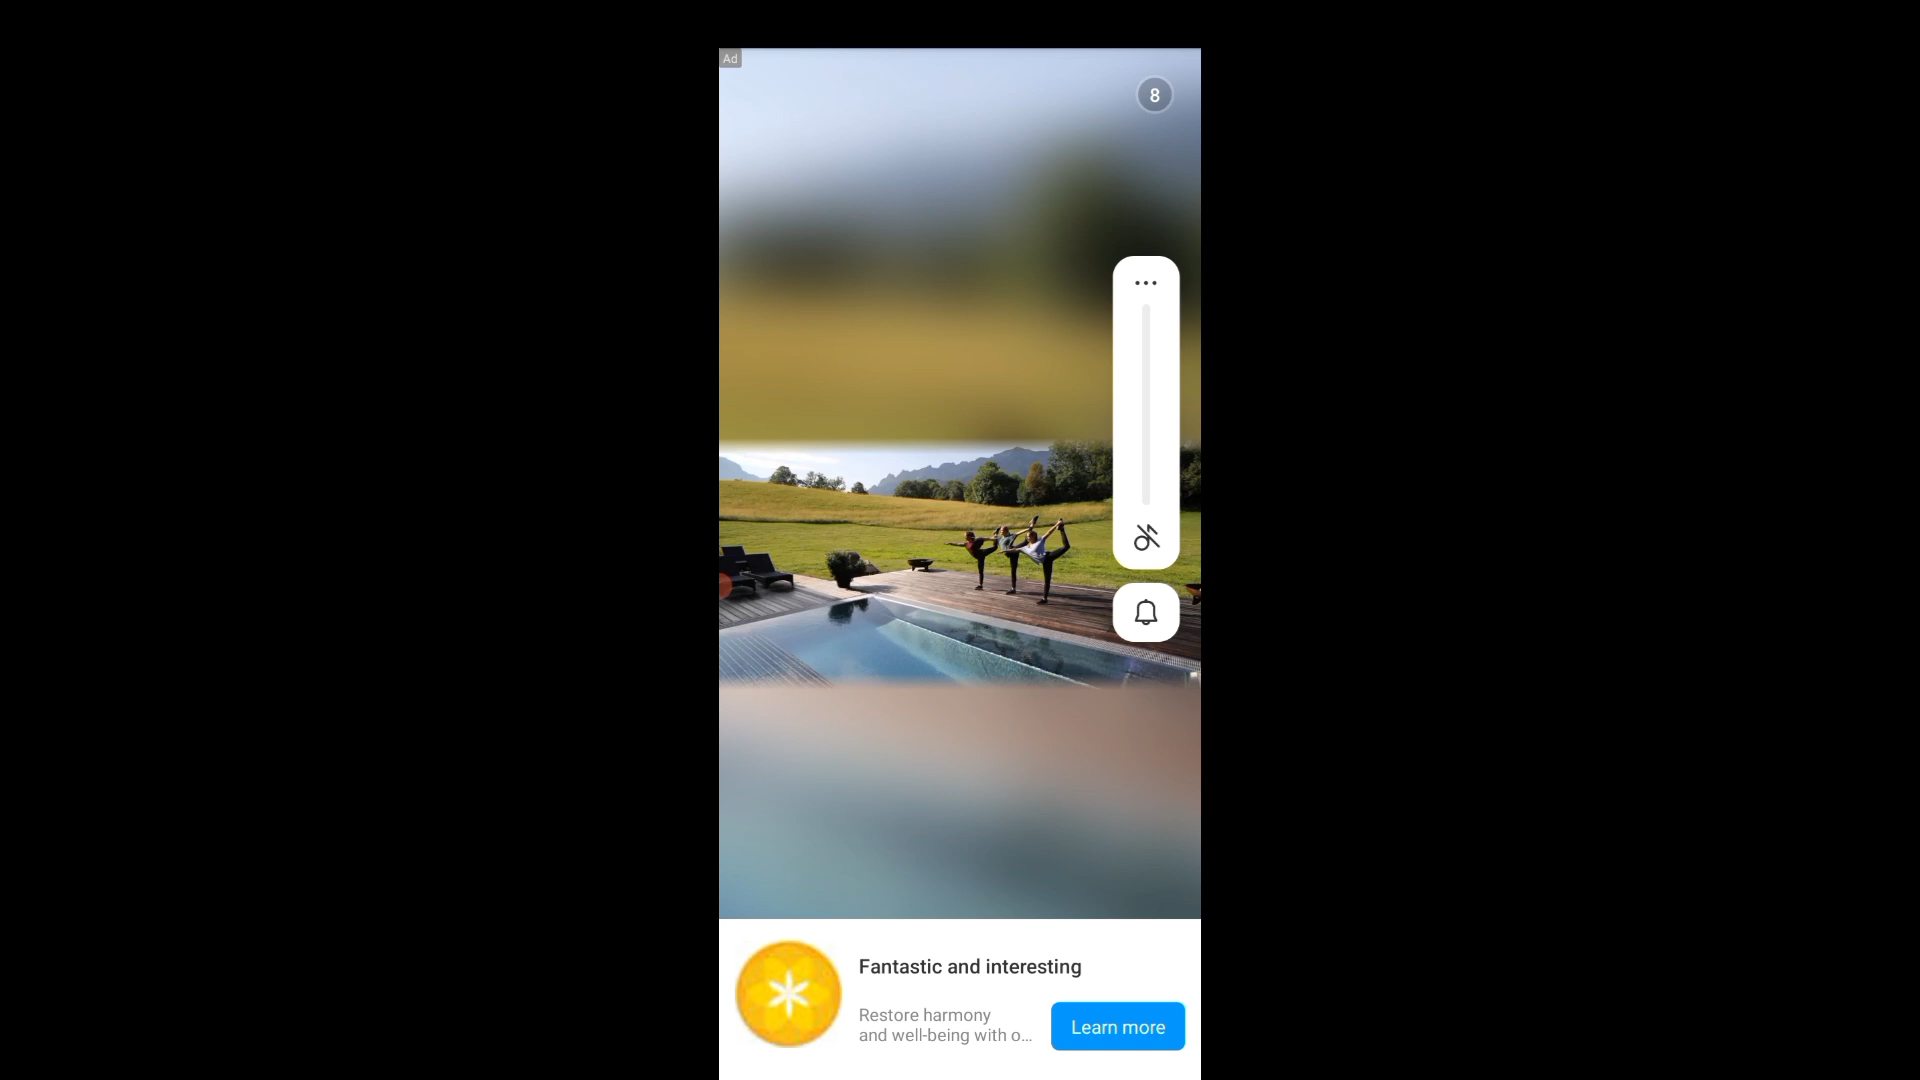 Ad
8
Fantastic and interesting
Restore harmony
and well-being with o...
Learn more